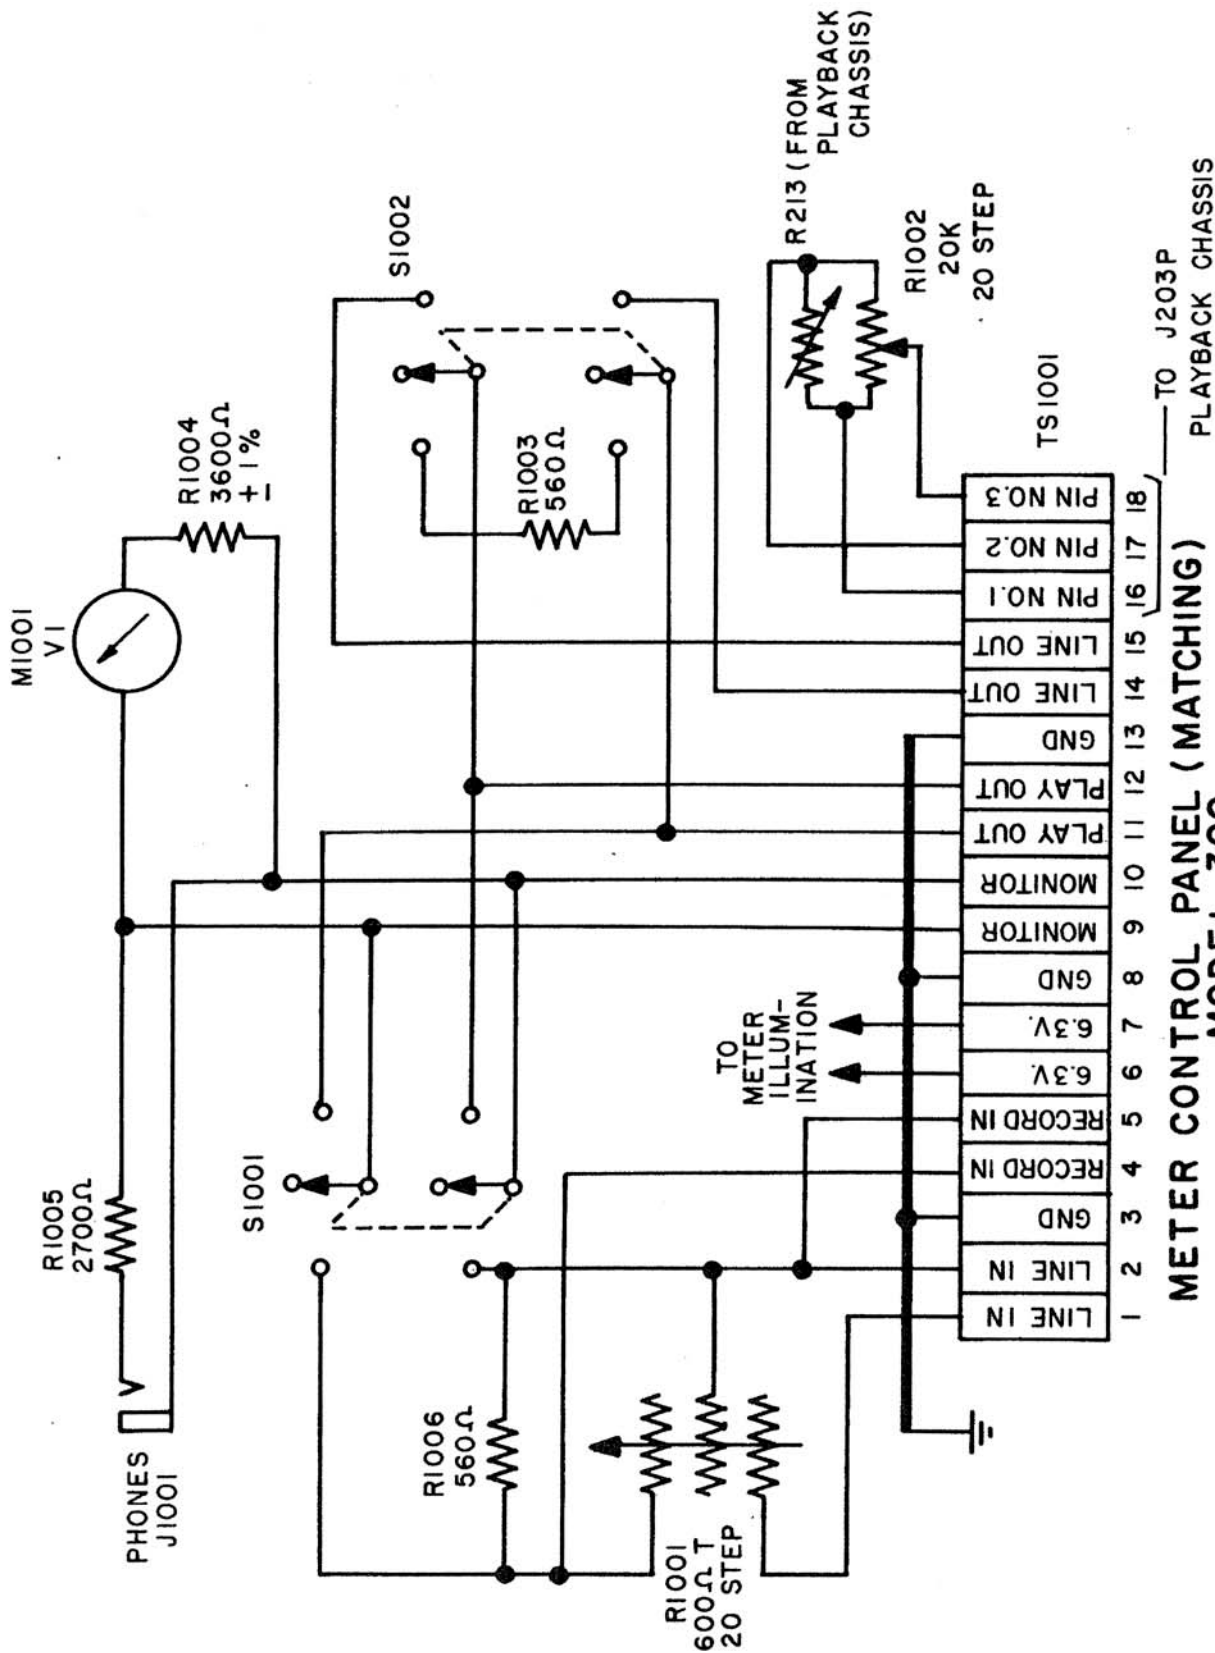 PHONES
J1001
R1005
2700Ω
M1001
VI
R1004
3600Ω
±1%
S1001
S1002
R1003
560Ω
R1006
560Ω
R1001
600Ω T
20 STEP
TO
METER
ILLUM-
INATION
R213 (FROM
PLAYBACK
CHASSIS)
R1002
20K
20 STEP
TS1001
LINE IN
LINE IN
GND
RECORD IN
RECORD IN
6.3V.
6.3V.
GND
MONITOR
MONITOR
PLAY OUT
PLAY OUT
GND
LINE OUT
LINE OUT
PIN NO.1
PIN NO.2
PIN NO.3
1 2 3 4 5 6 7 8 9 10 11 12 13 14 15 16 17 18
TO J203P
PLAYBACK CHASSIS
METER CONTROL PANEL (MATCHING)